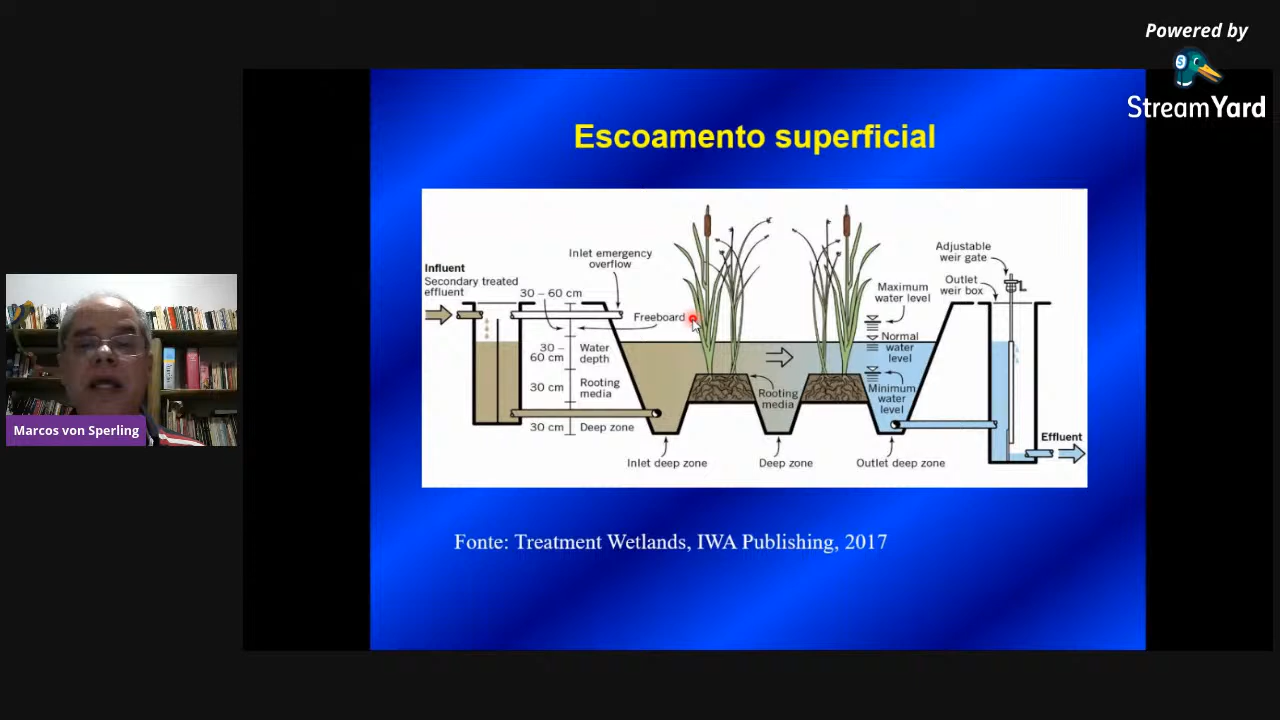 Powered by
StreamYard
Escoamento superficial
Influent
Secondary treated
effluent
Inlet emergency
overflow
30 – 60 cm
Freeboard
30 –
60 cm
Water
depth
30 cm
Rooting
media
30 cm
Deep zone
Inlet deep zone
Rooting
media
Deep zone
Maximum
water level
Normal
water
level
Minimum
water
level
Outlet deep zone
Adjustable
weir gate
Outlet
weir box
Effluent
Fonte: Treatment Wetlands, IWA Publishing, 2017
Marcos von Sperling